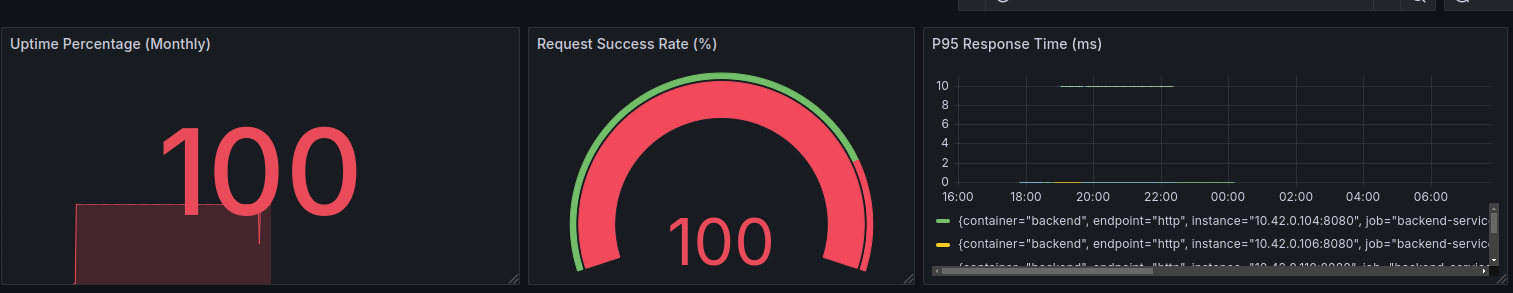 Uptime Percentage (Monthly)
100
Request Success Rate (%)
100
P95 Response Time (ms)
10
8
6
4
2
0
16:00 18:00 20:00 22:00 00:00 02:00 04:00 06:00
{container="backend", endpoint="http", instance="10.42.0.104:8080", job="backend-servic
{container="backend", endpoint="http", instance="10.42.0.106:8080", job="backend-servic